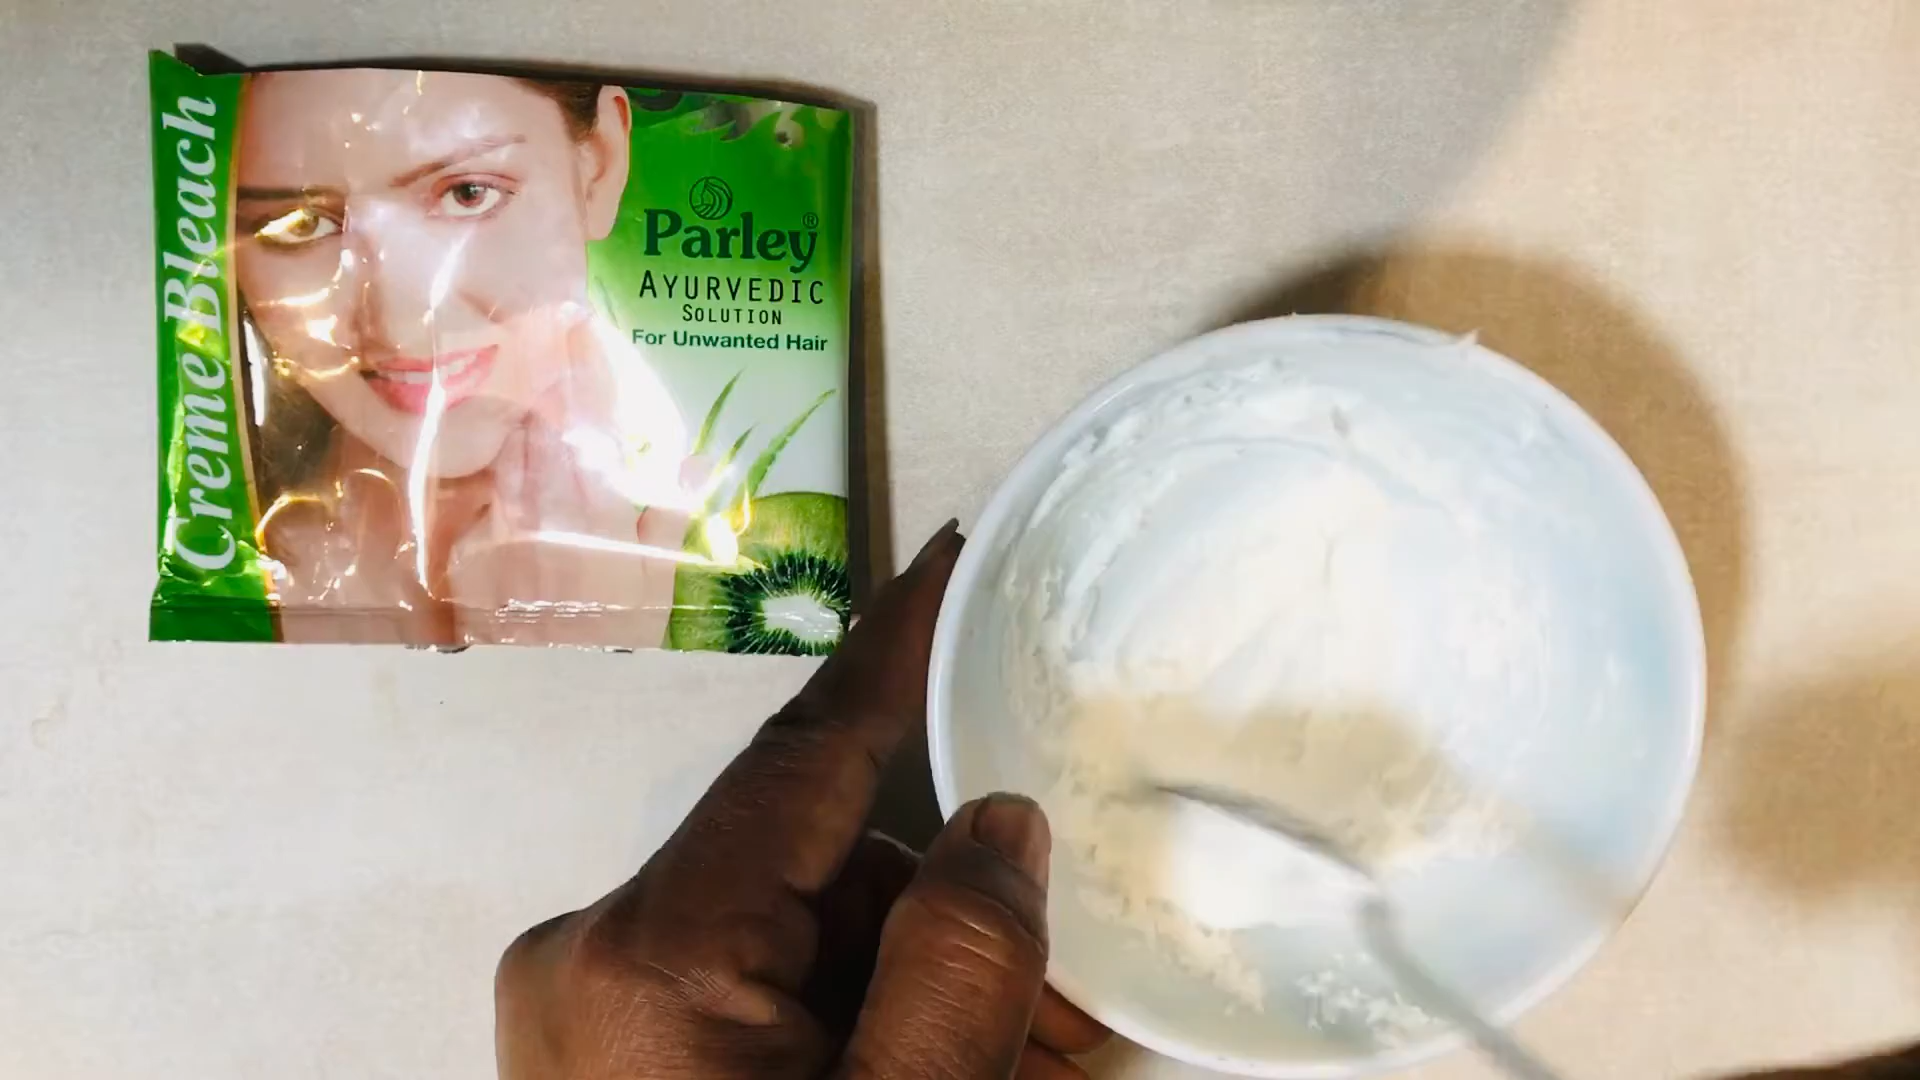 Creme Bleach
Parley®
AYURVEDIC
SOLUTION
For Unwanted Hair